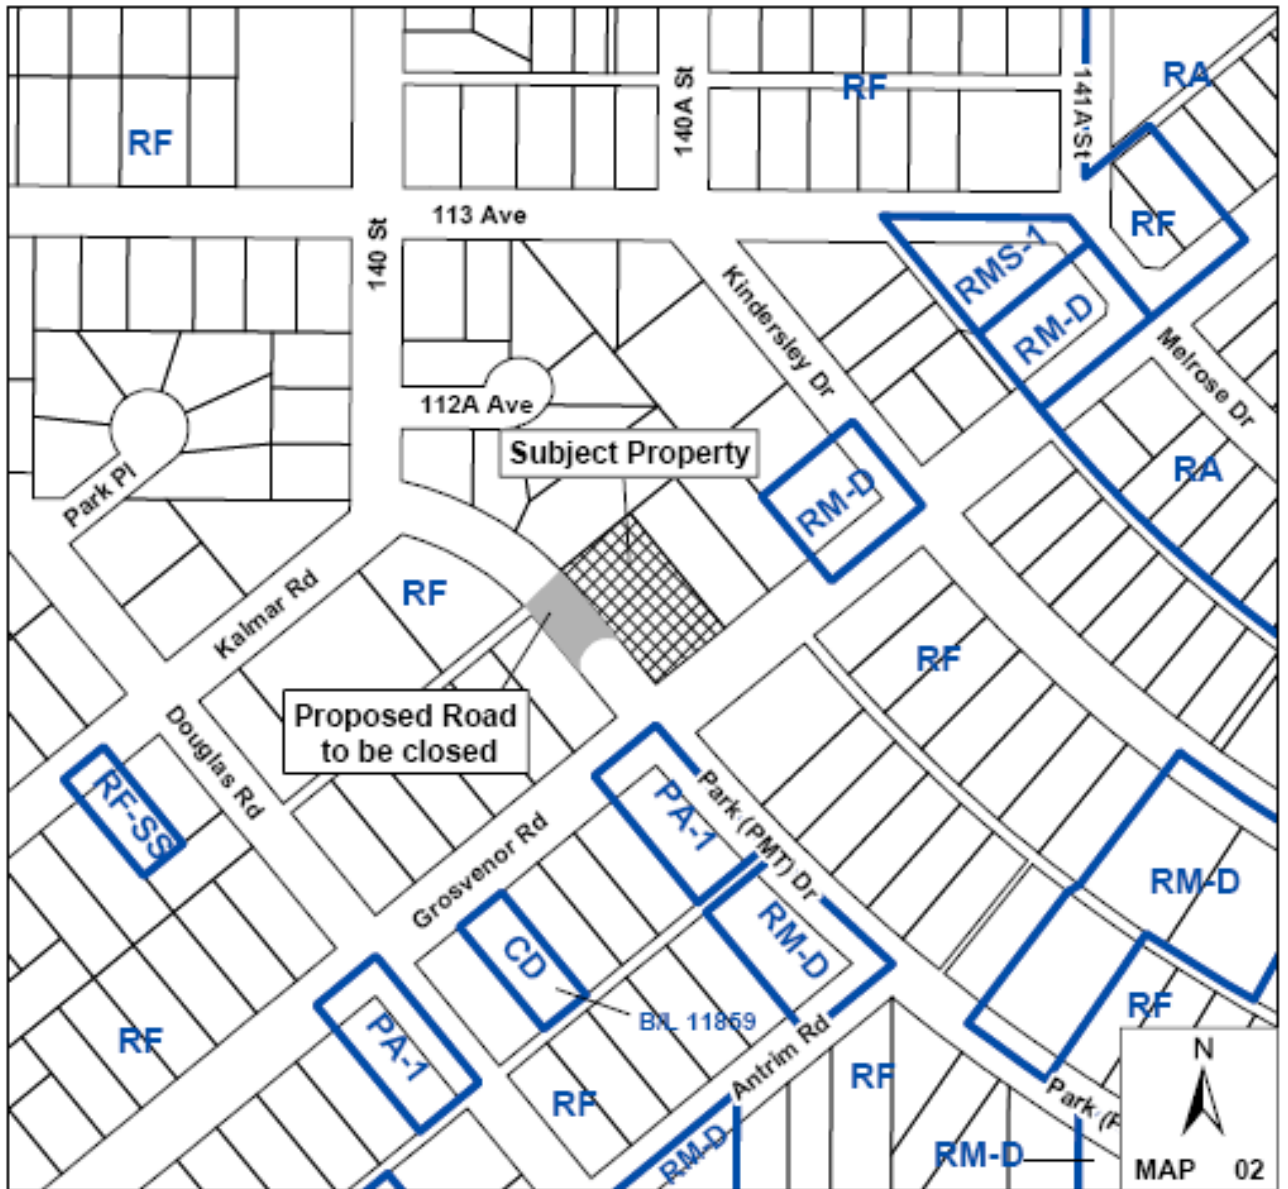 RA
RF
140A St
141A St
RF
113 Ave
RF
140 St
RMS-1
Kindersley Dr
RM-D
Melrose Dr
112A Ave
Subject Property
RA
Park Pl
RM-D
RF
Kalmar Rd
RF
Proposed Road
to be closed
Douglas Rd
RF-SS
Park (PMT) Dr
PA-1
Grosvenor Rd
RM-D
RM-D
CD
RF
B/L 11859
PA-1
RF
Antrim Rd
RF
RF
Park (P
RM-D
RM-D
N
MAP 02